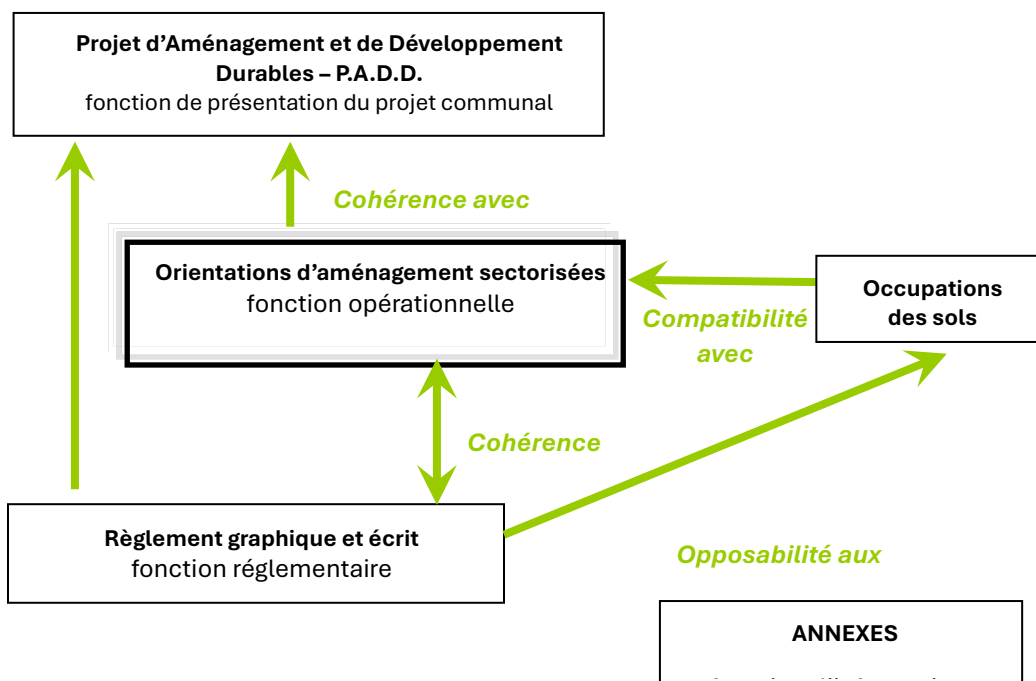 Projet d’Aménagement et de Développement
Durables – P.A.D.D.
fonction de présentation du projet communal
Cohérence avec
Orientations d’aménagement sectorisées
fonction opérationnelle
Occupations
des sols
Compatibilité
avec
Cohérence
Règlement graphique et écrit
fonction réglementaire
Opposabilité aux
ANNEXES